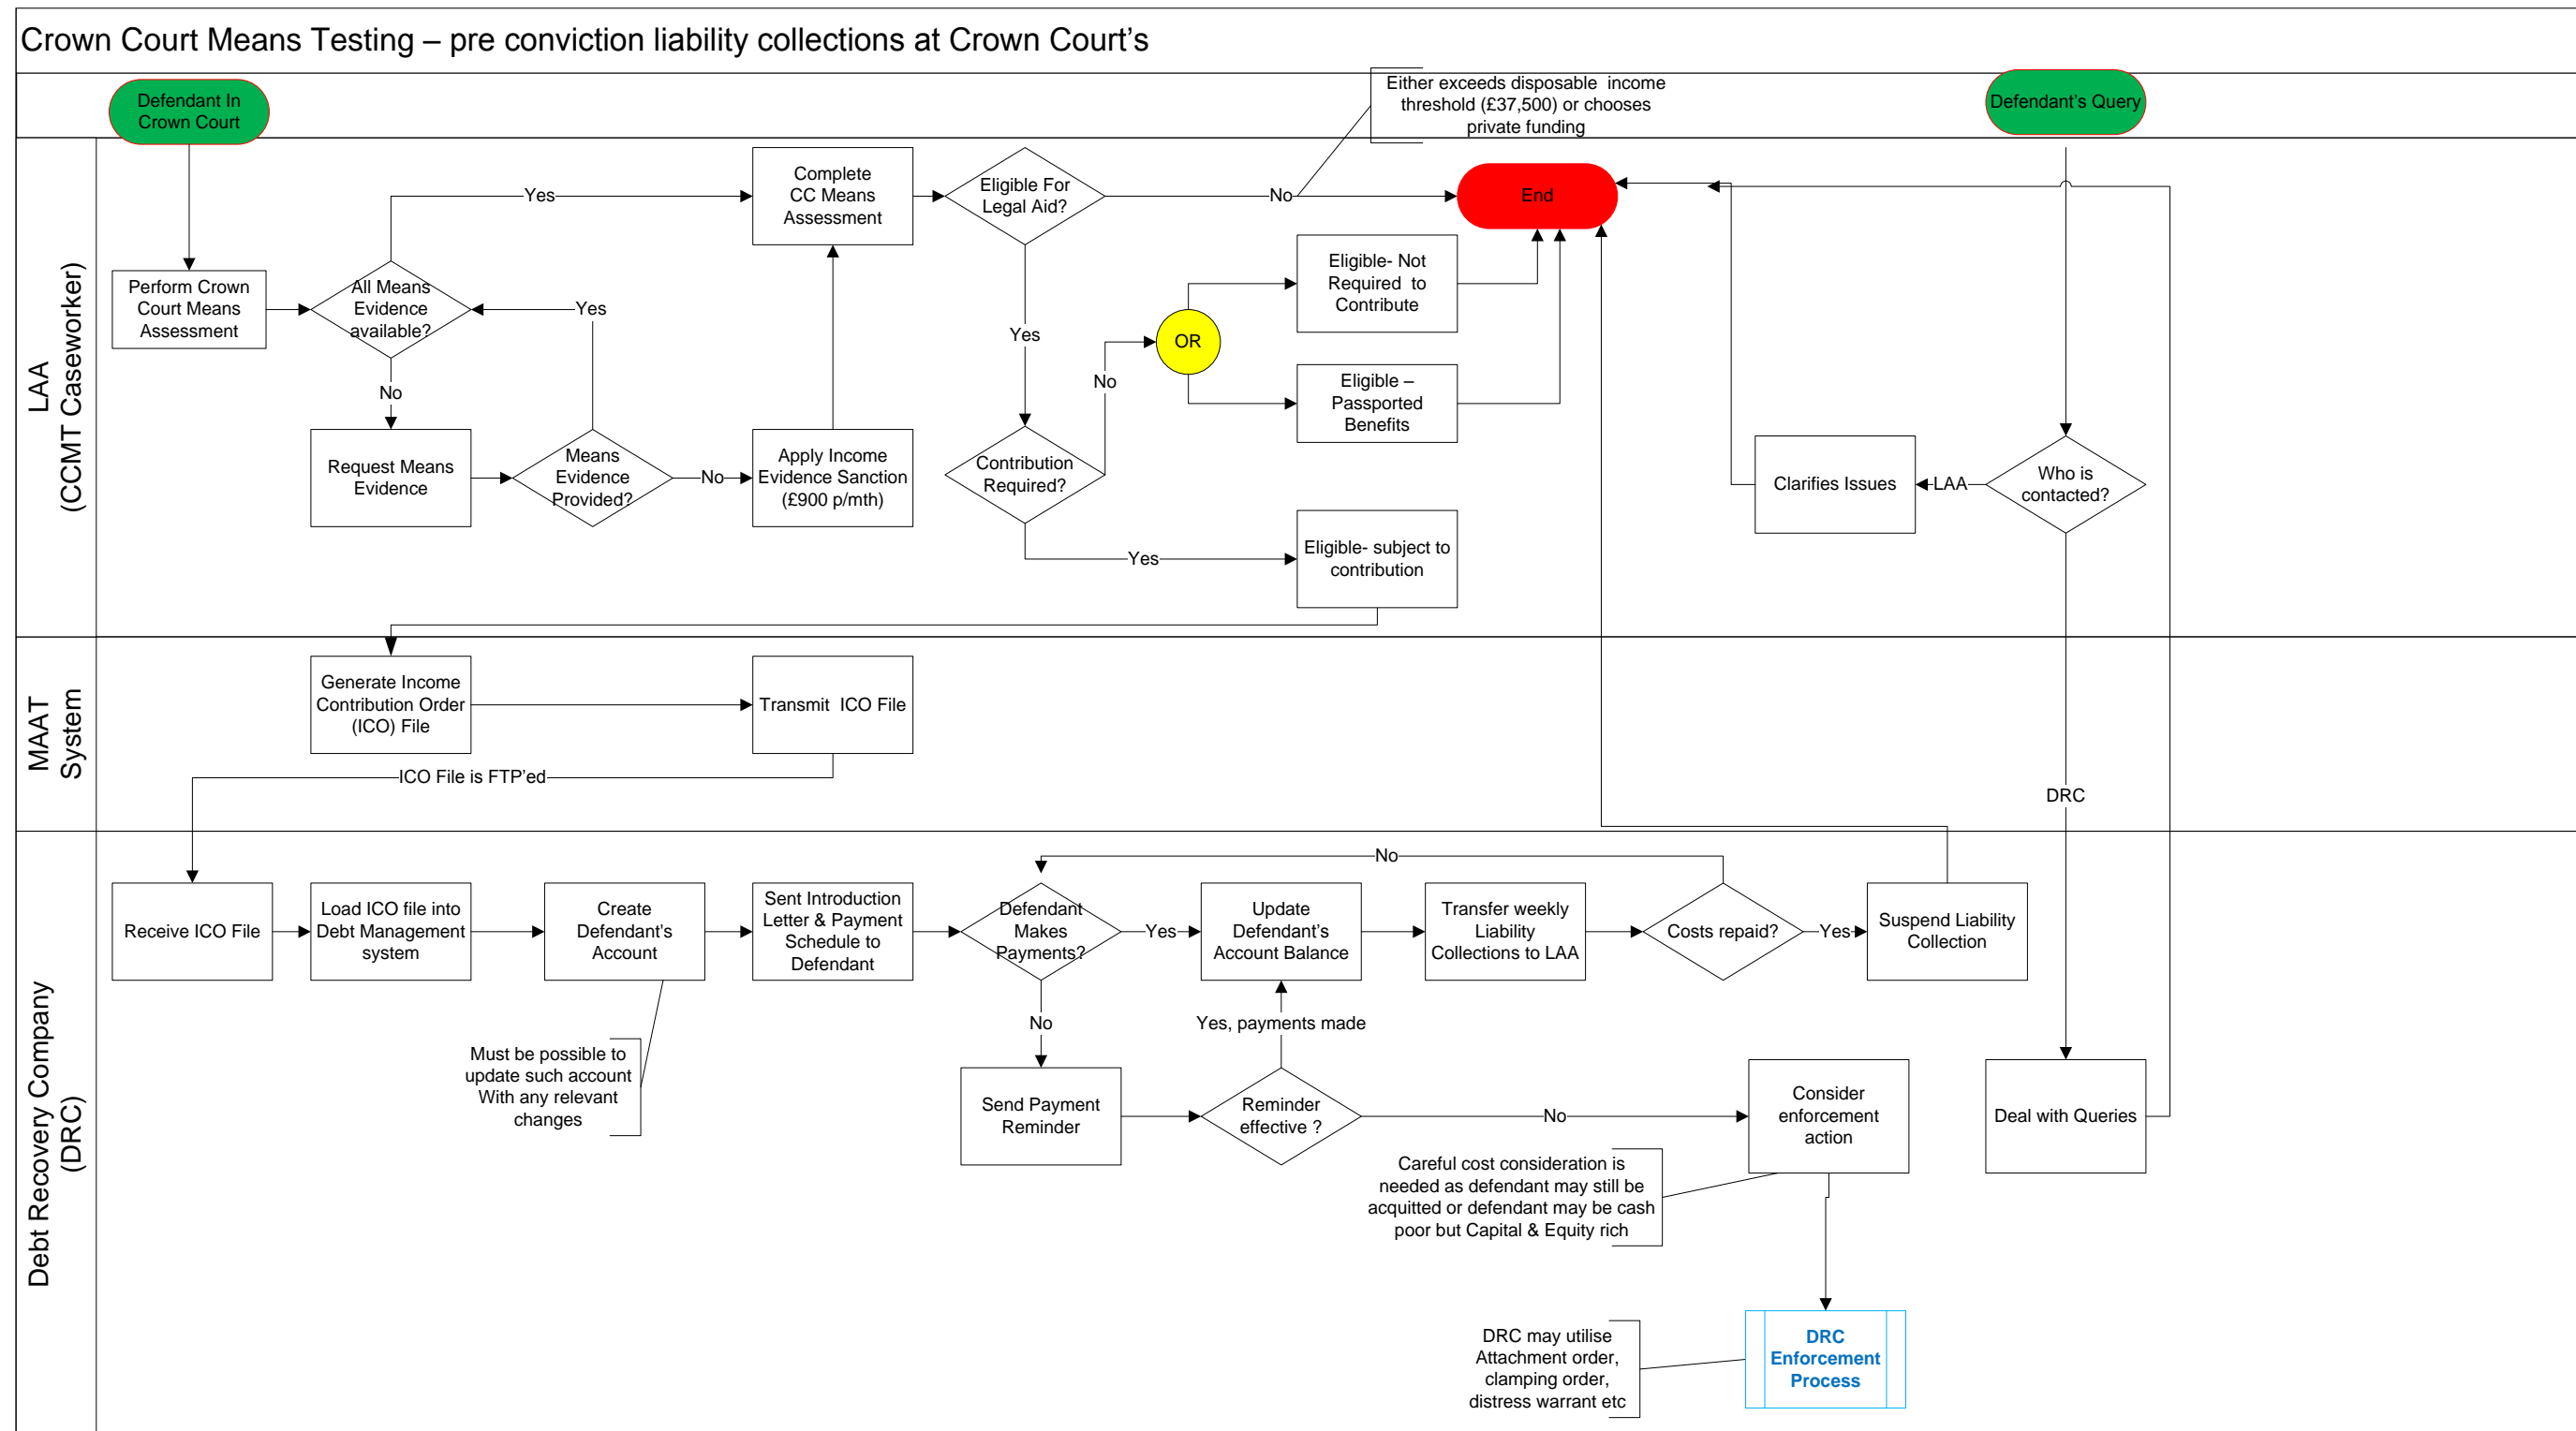 Crown Court Means Testing – pre conviction liability collections at Crown Court's
Defendant In
Crown Court
Either exceeds disposable income
threshold (£37,500) or chooses
private funding
Defendant's Query
LAA
(CCMT Caseworker)
Perform Crown
Court Means
Assessment
All Means
Evidence
available?
Yes
No
Request Means
Evidence
Means
Evidence
Provided?
Yes
No
Apply Income
Evidence Sanction
(£900 p/mth)
Complete
CC Means
Assessment
Eligible For
Legal Aid?
No
Yes
End
Contribution
Required?
No
OR
Eligible- Not
Required to
Contribute
Eligible –
Passported
Benefits
Yes
Eligible- subject to
contribution
Clarifies Issues
LAA
Who is
contacted?
DRC
MAAT
System
Generate Income
Contribution Order
(ICO) File
Transmit ICO File
ICO File is FTP'ed
Debt Recovery Company
(DRC)
Receive ICO File
Load ICO file into
Debt Management
system
Create
Defendant's
Account
Must be possible to
update such account
With any relevant
changes
Sent Introduction
Letter & Payment
Schedule to
Defendant
Defendant
Makes
Payments?
Yes
No
Update
Defendant's
Account Balance
Transfer weekly
Liability
Collections to LAA
Costs repaid?
No
Yes
Suspend Liability
Collection
Send Payment
Reminder
Reminder
effective ?
Yes, payments made
No
Consider
enforcement
action
Deal with Queries
Careful cost consideration is
needed as defendant may still be
acquitted or defendant may be cash
poor but Capital & Equity rich
DRC may utilise
Attachment order,
clamping order,
distress warrant etc
DRC
Enforcement
Process